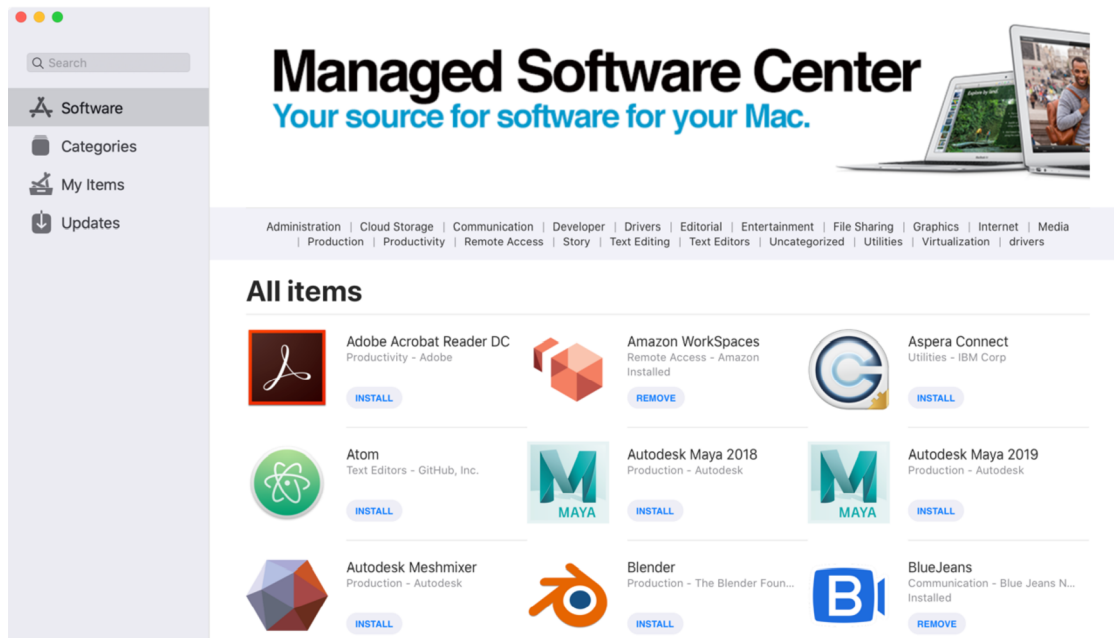 Search
Software
Categories
My Items
Updates
Managed Software Center
Your source for software for your Mac.
Administration | Cloud Storage | Communication | Developer | Drivers | Editorial | Entertainment | File Sharing | Graphics | Internet | Media
| Production | Productivity | Remote Access | Story | Text Editing | Text Editors | Uncategorized | Utilities | Virtualization | drivers
All items
Adobe Acrobat Reader DC
Productivity - Adobe
INSTALL
Amazon WorkSpaces
Remote Access - Amazon
Installed
REMOVE
Aspera Connect
Utilities - IBM Corp
INSTALL
Atom
Text Editors - GitHub, Inc.
INSTALL
MAYA
Autodesk Maya 2018
Production - Autodesk
INSTALL
MAYA
Autodesk Maya 2019
Production - Autodesk
INSTALL
Autodesk Meshmixer
Production - Autodesk
INSTALL
Blender
Production - The Blender Foun...
INSTALL
B
BlueJeans
Communication - Blue Jeans N...
Installed
REMOVE